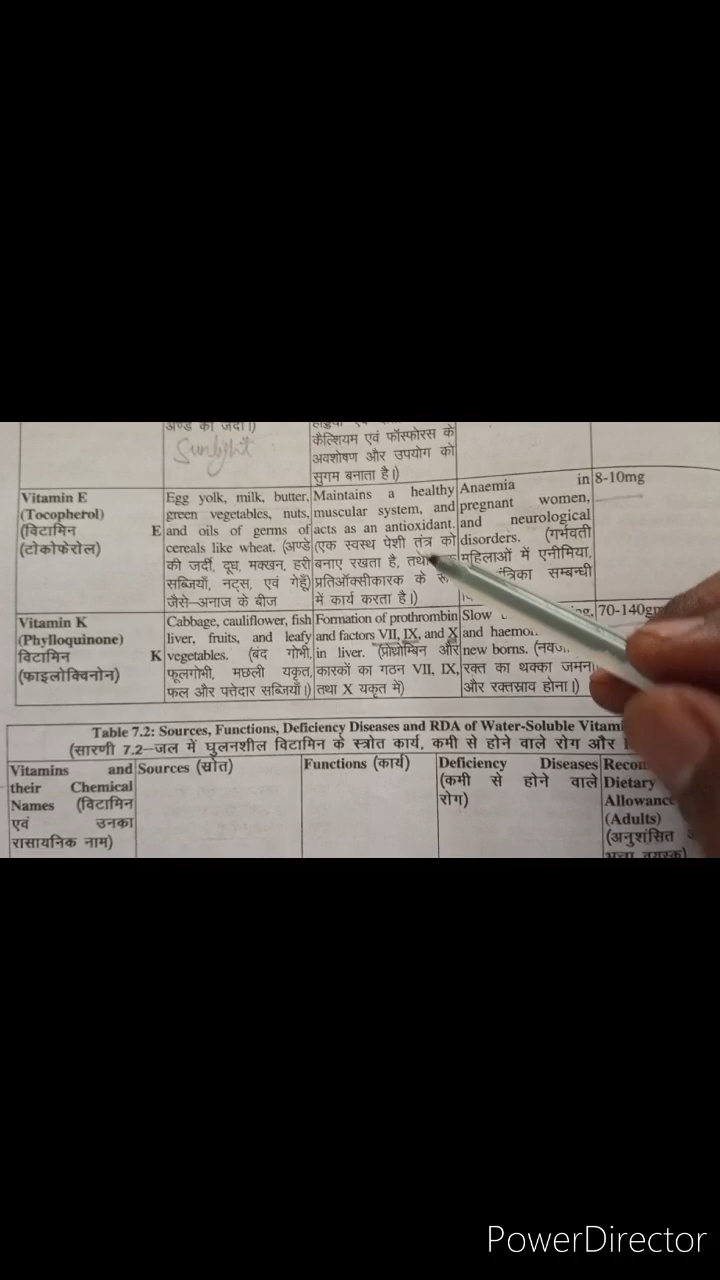 अण्डे की जर्दी।)
Sunlight
कैल्शियम एवं फॉस्फोरस के
अवशोषण और उपयोग को
सुगम बनाता है।)
Vitamin E
(Tocopherol)
(विटामिन E
(टोकोफेरोल)
Egg yolk, milk, butter,
green vegetables, nuts,
and oils of germs of
cereals like wheat. (अण्डे
की जर्दी, दूध, मक्खन, हरी
सब्जियाँ, नट्स, एवं गेहूँ
जैसे–अनाज के बीज
Maintains a healthy
muscular system, and
acts as an antioxidant.
(एक स्वस्थ पेशी तंत्र को
बनाए रखता है, तथा
प्रतिऑक्सीकारक के
में कार्य करता है।)
Anaemia in
pregnant women,
and neurological
disorders. (गर्भवती
महिलाओं में एनीमिया,
सम्बन्धी
8-10mg
Vitamin K
(Phylloquinone)
विटामिन K
(फाइलोक्विनोन)
Cabbage, cauliflower, fish
liver, fruits, and leafy
vegetables. (बंद गोभी,
फूलगोभी, मछली यकृत,
फल और पत्तेदार सब्जियाँ।)
Formation of prothrombin
and factors VII, IX, and X
in liver. (प्रोथ्रोम्बिन और
कारकों का गठन VII, IX,
तथा X यकृत में)
Slow
and
new borns.
रक्त का थक्का जमना
और रक्तस्राव होना।)
70-140gm
Table 7.2: Sources, Functions, Deficiency Diseases and RDA of Water-Soluble
(सारणी 7.2–जल में घुलनशील विटामिन के स्त्रोत कार्य, कमी से होने वाले रोग और
Vitamins and
their Chemical
Names (विटामिन
एवं उनका
रासायनिक नाम)
Sources (स्रोत)
Functions (कार्य)
Deficiency Diseases
(कमी से होने वाले
रोग)
Dietary
Allowance
(Adults)
(अनुशंसित
PowerDirector